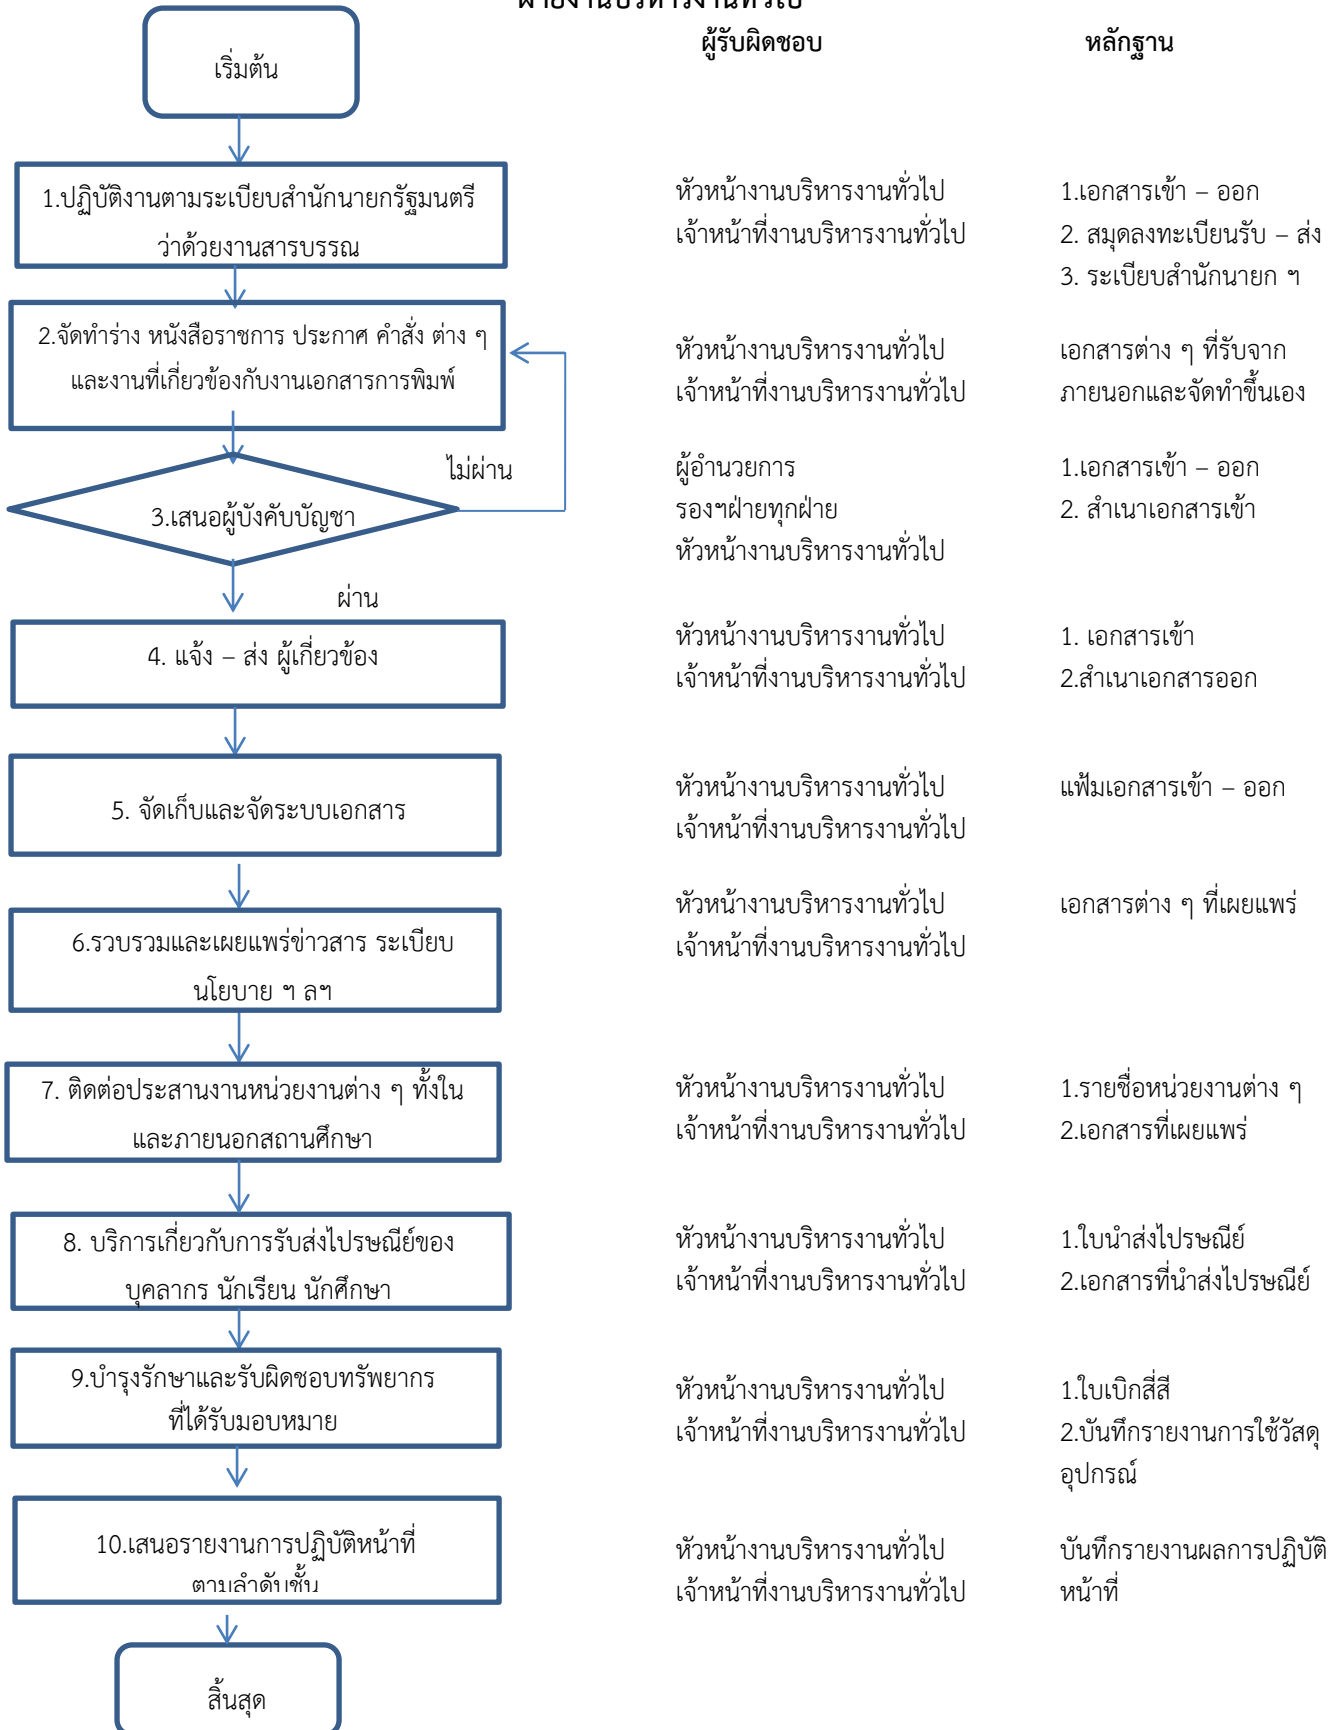 ฝ่ายงานบริหารงานทั่วไป
ผู้รับผิดชอบ
หลักฐาน
เริ่มต้น
1.ปฏิบัติงานตามระเบียบสำนักนายกรัฐมนตรี
ว่าด้วยงานสารบรรณ
หัวหน้างานบริหารงานทั่วไป
เจ้าหน้าที่งานบริหารงานทั่วไป
1.เอกสารเข้า – ออก
2. สมุดลงทะเบียนรับ – ส่ง
3. ระเบียบสำนักนายก ฯ
2.จัดทำร่าง หนังสือราชการ ประกาศ คำสั่ง ต่าง ๆ
และงานที่เกี่ยวข้องกับงานเอกสารการพิมพ์
หัวหน้างานบริหารงานทั่วไป
เจ้าหน้าที่งานบริหารงานทั่วไป
เอกสารต่าง ๆ ที่รับจาก
ภายนอกและจัดทำขึ้นเอง
ไม่ผ่าน
3.เสนอผู้บังคับบัญชา
ผู้อำนวยการ
รองฯฝ่ายทุกฝ่าย
หัวหน้างานบริหารงานทั่วไป
1.เอกสารเข้า – ออก
2. สำเนาเอกสารเข้า
ผ่าน
4. แจ้ง – ส่ง ผู้เกี่ยวข้อง
หัวหน้างานบริหารงานทั่วไป
เจ้าหน้าที่งานบริหารงานทั่วไป
1. เอกสารเข้า
2.สำเนาเอกสารออก
5. จัดเก็บและจัดระบบเอกสาร
หัวหน้างานบริหารงานทั่วไป
เจ้าหน้าที่งานบริหารงานทั่วไป
แฟ้มเอกสารเข้า – ออก
6.รวบรวมและเผยแพร่ข่าวสาร ระเบียบ
นโยบาย ฯ ลฯ
หัวหน้างานบริหารงานทั่วไป
เจ้าหน้าที่งานบริหารงานทั่วไป
เอกสารต่าง ๆ ที่เผยแพร่
7. ติดต่อประสานงานหน่วยงานต่าง ๆ ทั้งใน
และภายนอกสถานศึกษา
หัวหน้างานบริหารงานทั่วไป
เจ้าหน้าที่งานบริหารงานทั่วไป
1.รายชื่อหน่วยงานต่าง ๆ
2.เอกสารที่เผยแพร่
8. บริการเกี่ยวกับการรับส่งไปรษณีย์ของ
บุคลากร นักเรียน นักศึกษา
หัวหน้างานบริหารงานทั่วไป
เจ้าหน้าที่งานบริหารงานทั่วไป
1.ใบนำส่งไปรษณีย์
2.เอกสารที่นำส่งไปรษณีย์
9.บำรุงรักษาและรับผิดชอบทรัพยากร
ที่ได้รับมอบหมาย
หัวหน้างานบริหารงานทั่วไป
เจ้าหน้าที่งานบริหารงานทั่วไป
1.ใบเบิกสี่สี
2.บันทึกรายงานการใช้วัสดุ
อุปกรณ์
10.เสนอรายงานการปฏิบัติหน้าที่
ตามลำดับชั้น
หัวหน้างานบริหารงานทั่วไป
เจ้าหน้าที่งานบริหารงานทั่วไป
บันทึกรายงานผลการปฏิบัติ
หน้าที่
สิ้นสุด